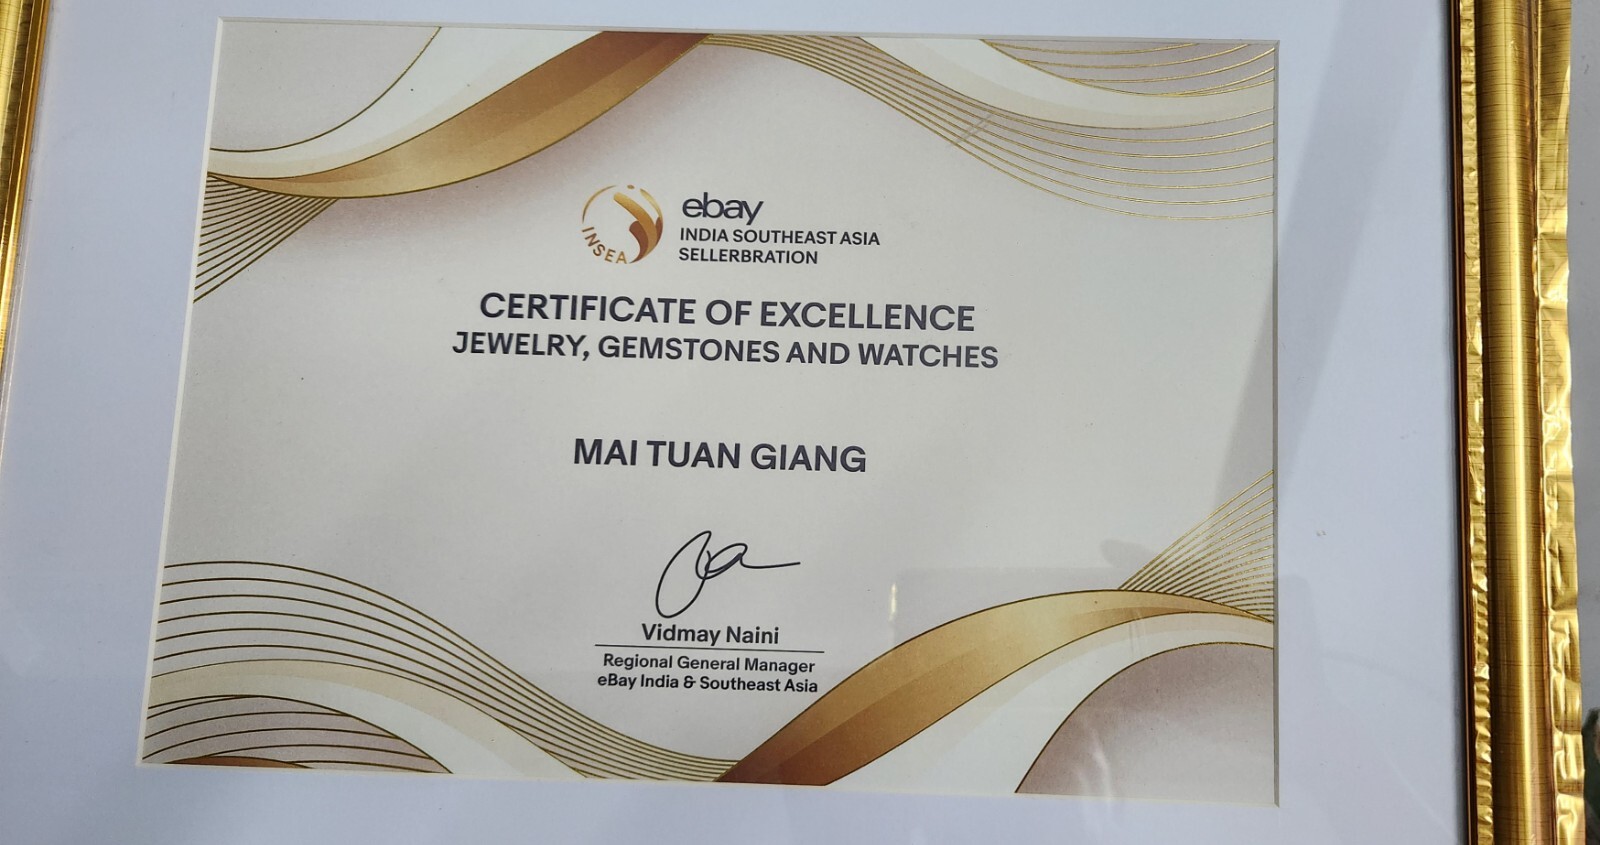 INSEA
ebay
INDIA SOUTHEAST ASIA
SELLERBRATION
CERTIFICATE OF EXCELLENCE
JEWELRY, GEMSTONES AND WATCHES
MAI TUAN GIANG
Vidmay Naini
Regional General Manager
eBay India & Southeast Asia